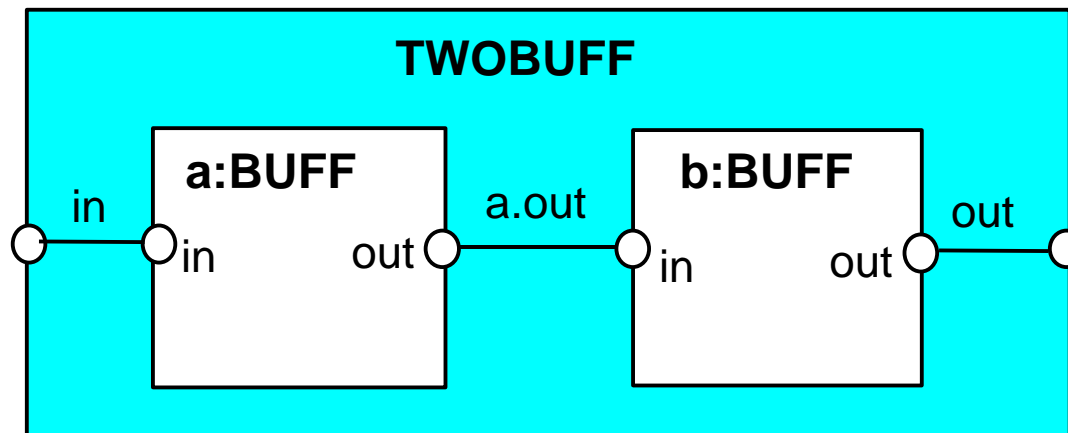 TWOBUFF
a:BUFF
b:BUFF
in
a.out
out
in
out
in
out